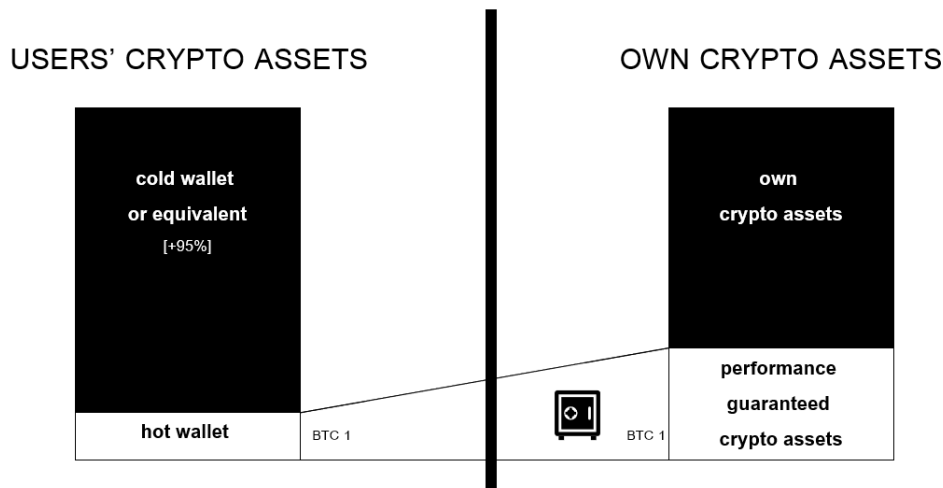 USERS’ CRYPTO ASSETS
cold wallet
or equivalent
[+95%]
hot wallet
BTC 1
OWN CRYPTO ASSETS
own
crypto assets
performance
guaranteed
crypto assets
BTC 1